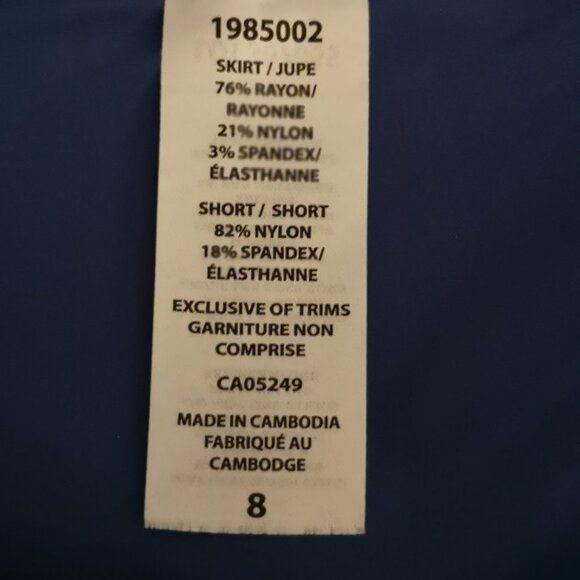 1985002
SKIRT / JUPE
76% RAYON/
RAYONNE
21% NYLON
3% SPANDEX/
ÉLASTHANNE
SHORT / SHORT
82% NYLON
18% SPANDEX/
ÉLASTHANNE
EXCLUSIVE OF TRIMS
GARNITURE NON
COMPRISE
CA05249
MADE IN CAMBODIA
FABRIQUÉ AU
CAMBODGE
8